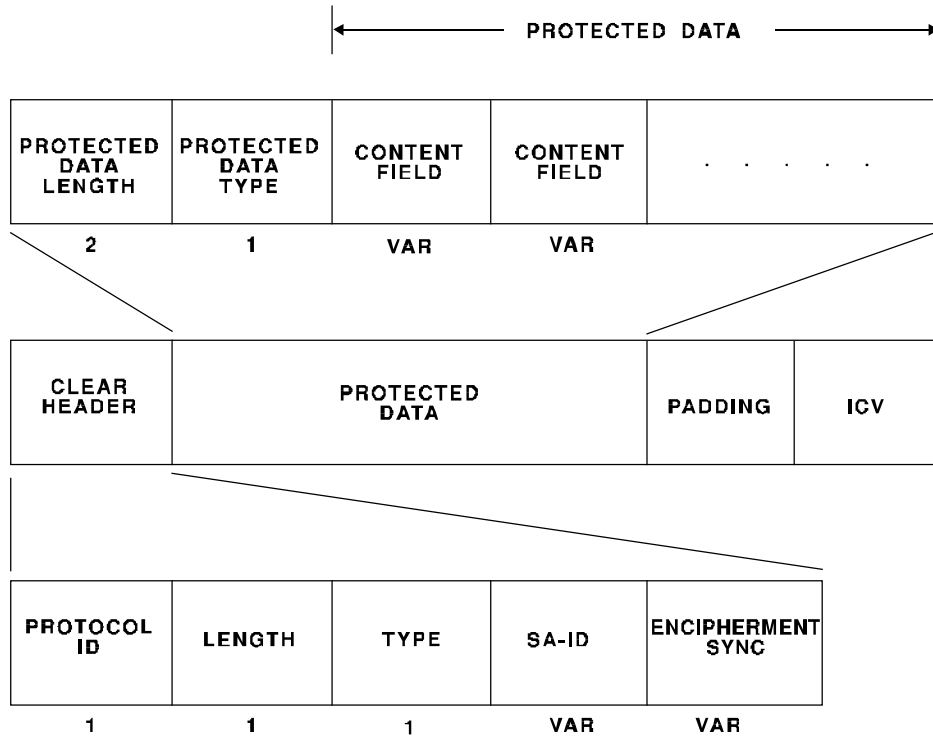 PROTECTED DATA
PROTECTED
DATA
LENGTH
PROTECTED
DATA
TYPE
CONTENT
FIELD
CONTENT
FIELD
. . . . .
2
1
VAR
VAR
CLEAR
HEADER
PROTECTED
DATA
PADDING
ICV
PROTOCOL
ID
LENGTH
TYPE
SA-ID
ENCIPHERMENT
SYNC
1
1
1
VAR
VAR